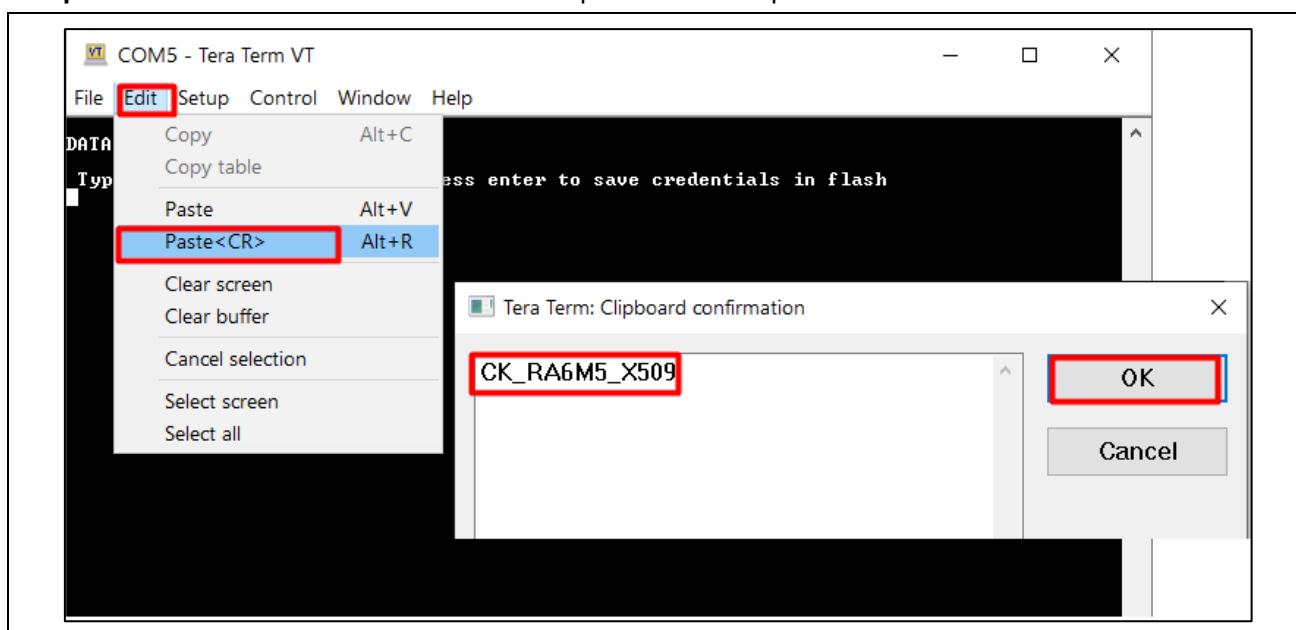 COM5 - Tera Term VT
File Edit Setup Control Window Help
DATA
Typ
ess enter to save credentials in flash
Copy Alt+C
Copy table
Paste Alt+V
Paste<CR> Alt+R
Clear screen
Clear buffer
Cancel selection
Select screen
Select all
Tera Term: Clipboard confirmation
CK_RA6M5_X509
OK
Cancel